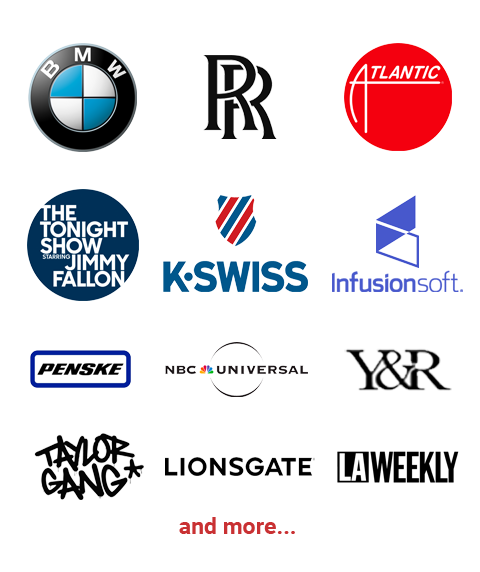 BMW
RR
ATLANTIC
THE
TONIGHT
SHOW
STARRING JIMMY
FALLON
K·SWISS
Infusionsoft.
PENSKE
NBC UNIVERSAL
Y&R
TAYLOR
GANG*
LIONSGATE
LA WEEKLY
and more...